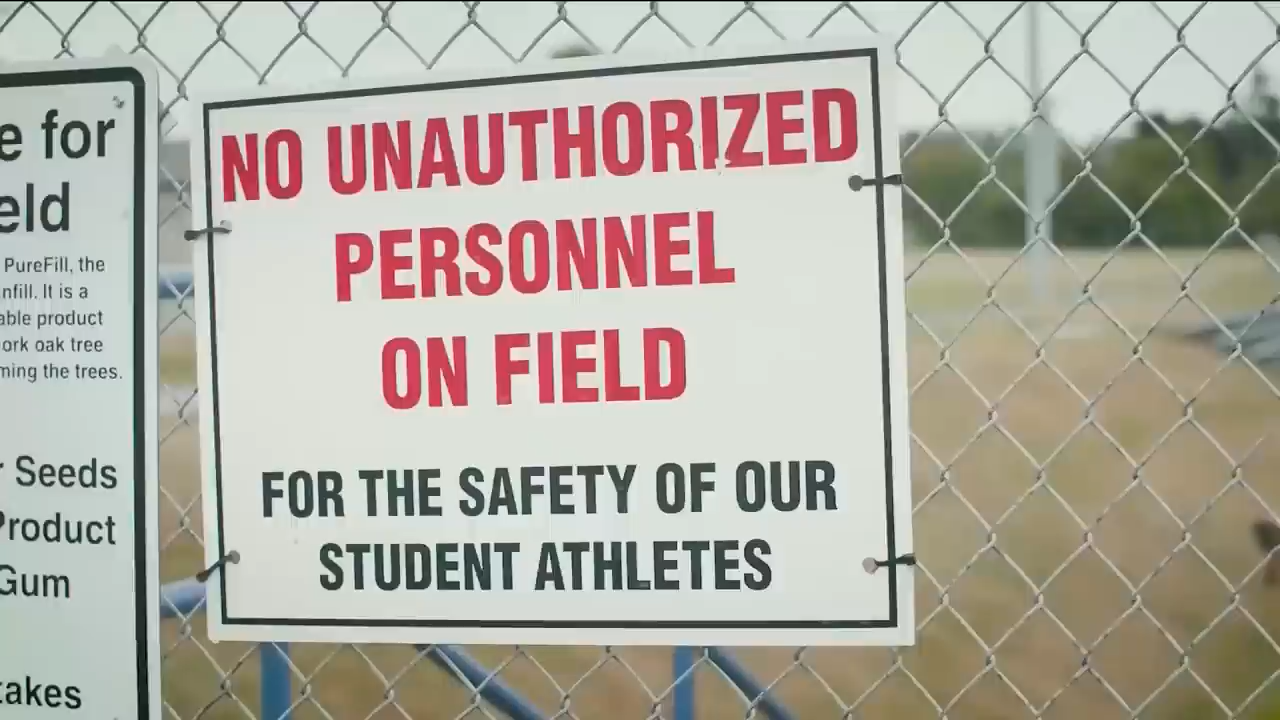 e for
eld
PureFill, the
nfill. It is a
able product
ork oak tree
ming the trees.
Seeds
Product
Gum
takes
NO UNAUTHORIZED
PERSONNEL
ON FIELD
FOR THE SAFETY OF OUR
STUDENT ATHLETES